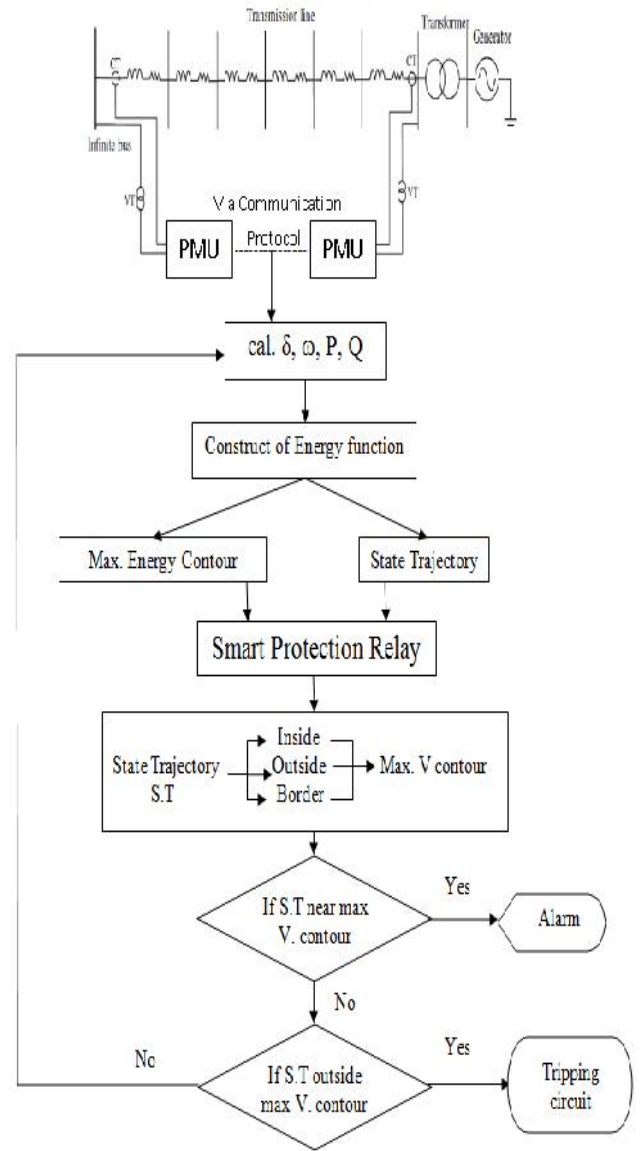 Transmission line
Transformer
Generator
CT
CT
Infinite bus
VT
VT
Via Communication
Protocol
PMU
PMU
cal. δ, ω, P, Q
Construct of Energy function
Max. Energy Contour
State Trajectory
Smart Protection Relay
State Trajectory
S.T
Inside
Outside
Border
Max. V contour
If S.T near max
V. contour
Yes
Alarm
No
If S.T outside
max V. contour
No
Yes
Tripping
circuit